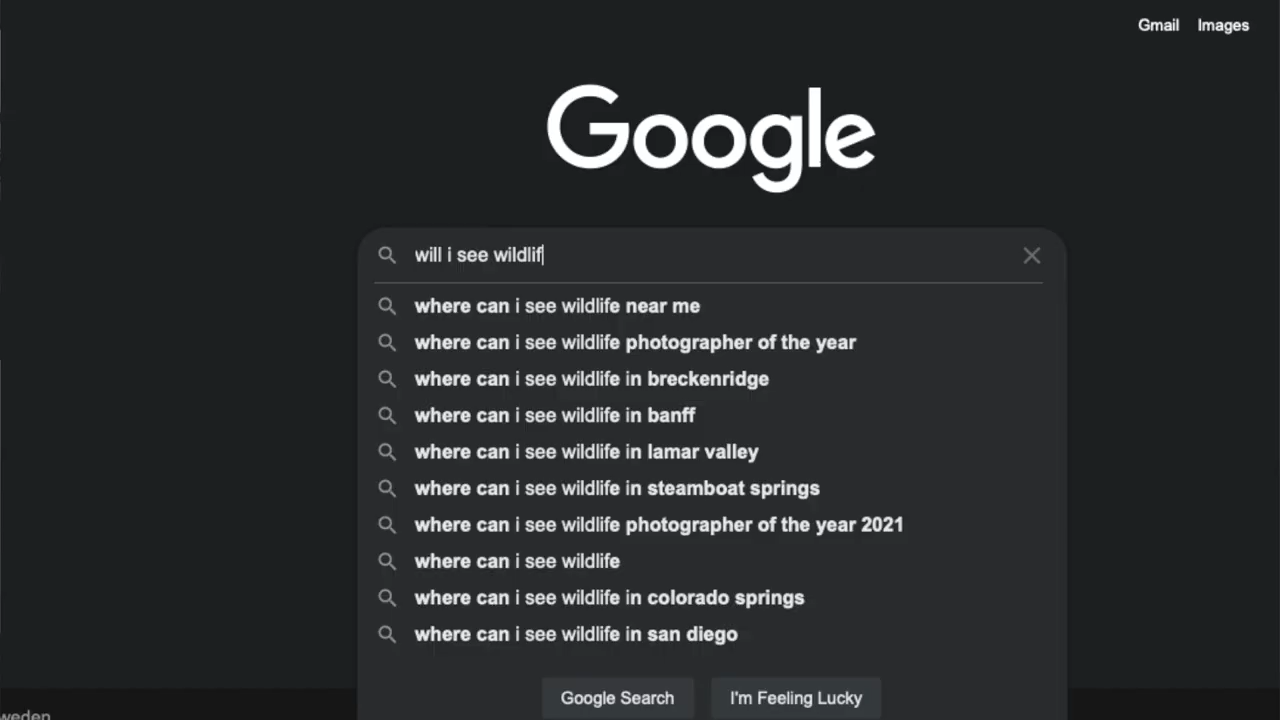 Gmail Images
Google
will i see wildlif
where can i see wildlife near me
where can i see wildlife photographer of the year
where can i see wildlife in breckenridge
where can i see wildlife in banff
where can i see wildlife in lamar valley
where can i see wildlife in steamboat springs
where can i see wildlife photographer of the year 2021
where can i see wildlife
where can i see wildlife in colorado springs
where can i see wildlife in san diego
Google Search I'm Feeling Lucky
weden